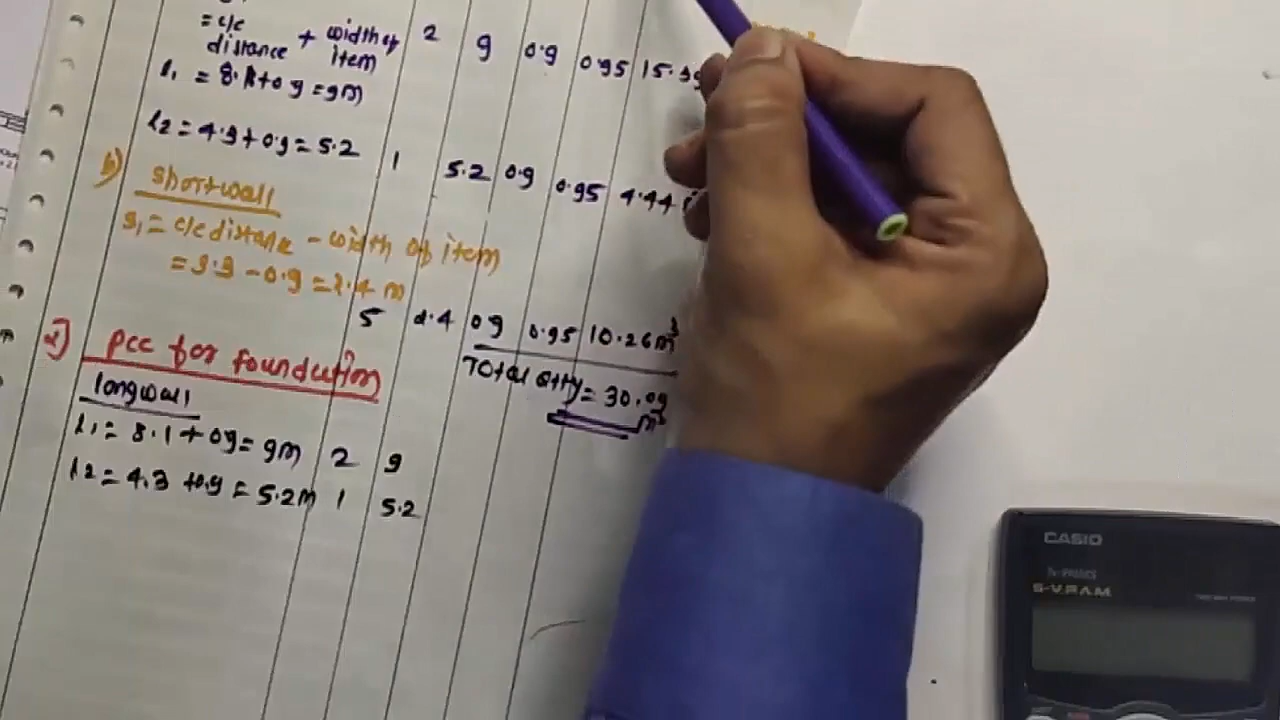 = c/c distance + width of item 2 9 0.9 0.95 15.39
l1 = 8.1+0.9 = 9m
l2 = 4.3+0.9 = 5.2 1 5.2 0.9 0.95 4.44
b) Shortwall
S1 = c/c distance - width of item
= 3.3 - 0.9 = 2.4 m
5 2.4 0.9 0.95 10.26m³
Total Qtty = 30.09 m³
2) PCC for foundation
longwall
l1 = 8.1 + 0.9 = 9m 2 9
l2 = 4.3 +0.9 = 5.2m 1 5.2
CASIO
S-V.P.A.M.